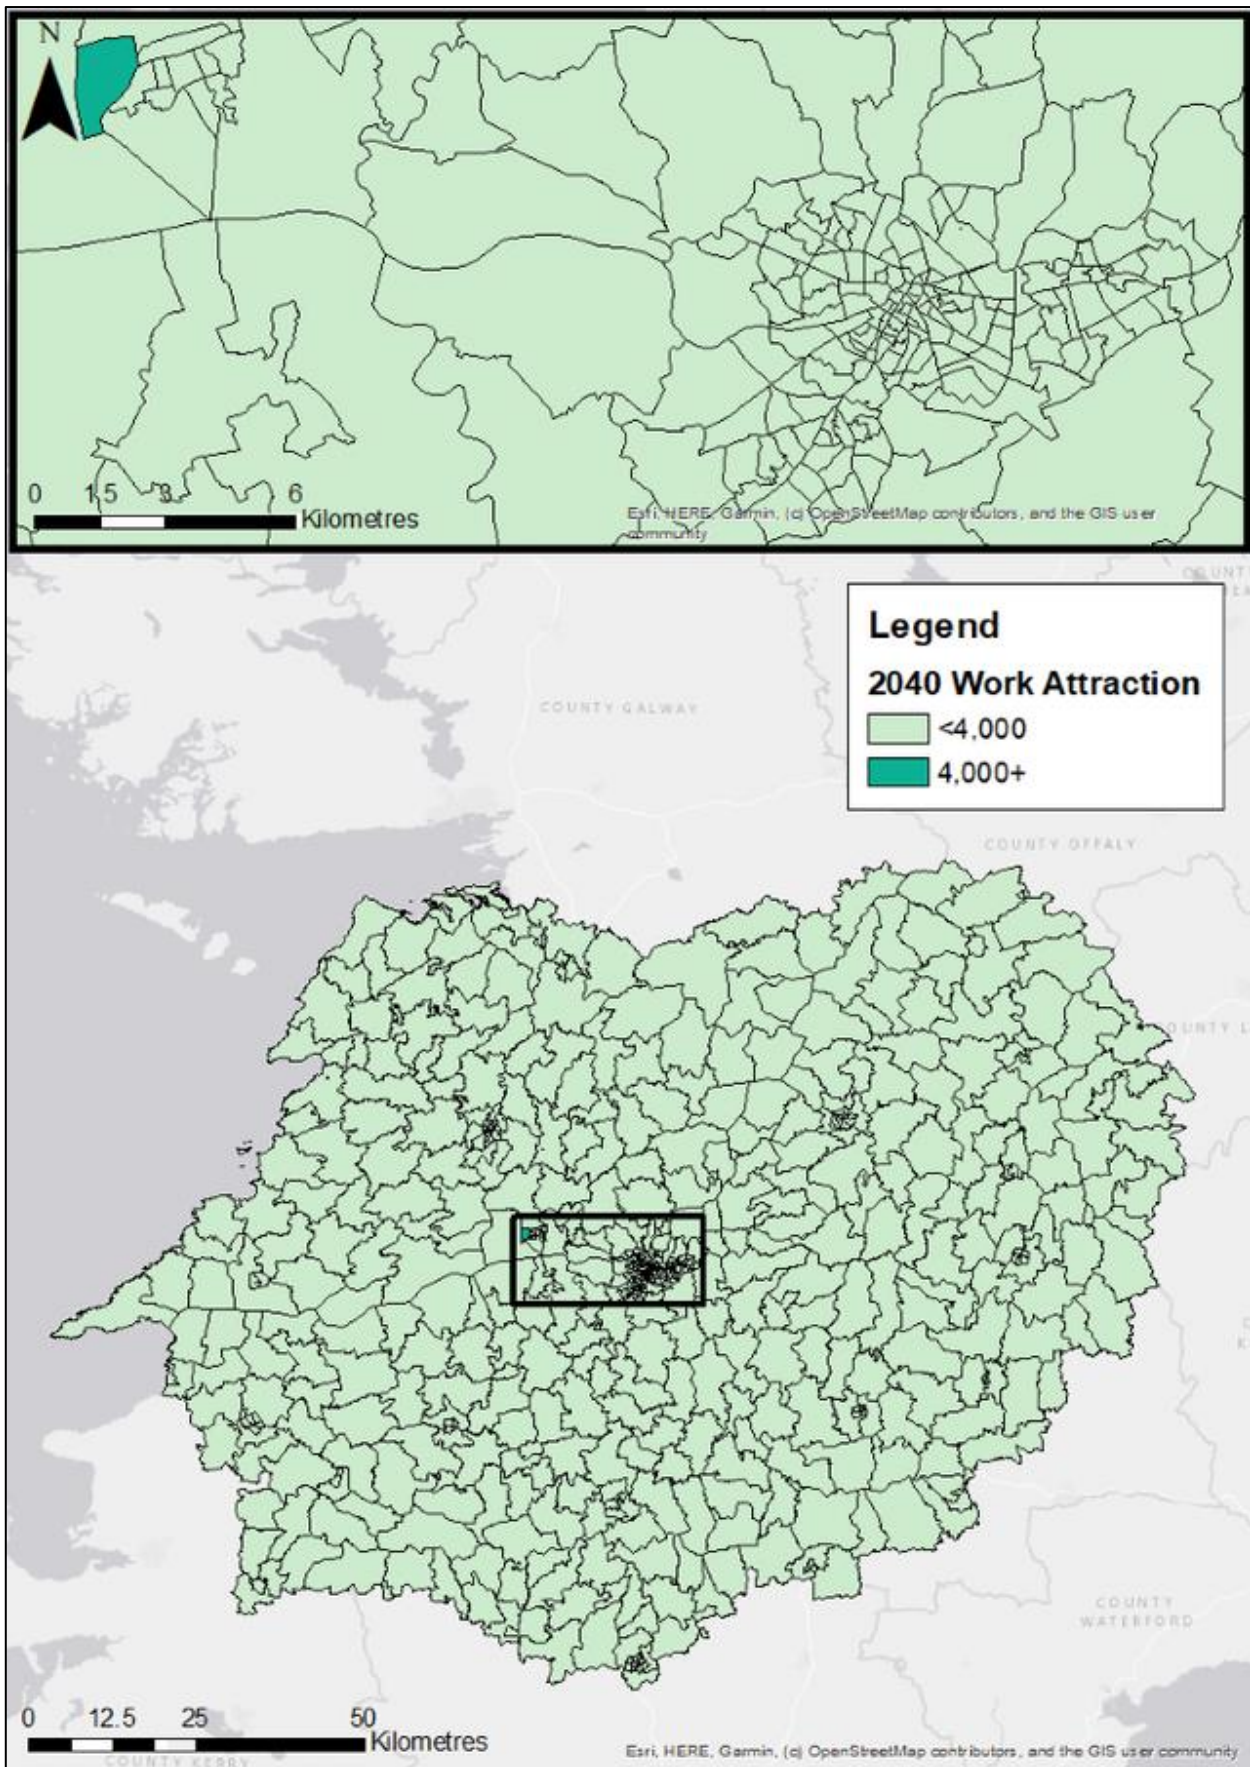 N
0 1.5 3 6
Kilometres
Esri, HERE, Garmin, (c) OpenStreetMap contributors, and the GIS user
community
Legend
2040 Work Attraction
<4,000
4,000+
COUNTY GALWAY
COUNTY OFFALY
COUNTY
WATERFORD
0 12.5 25 50
Kilometres
COUNTY KERRY
Esri, HERE, Garmin, (c) OpenStreetMap contributors, and the GIS user community